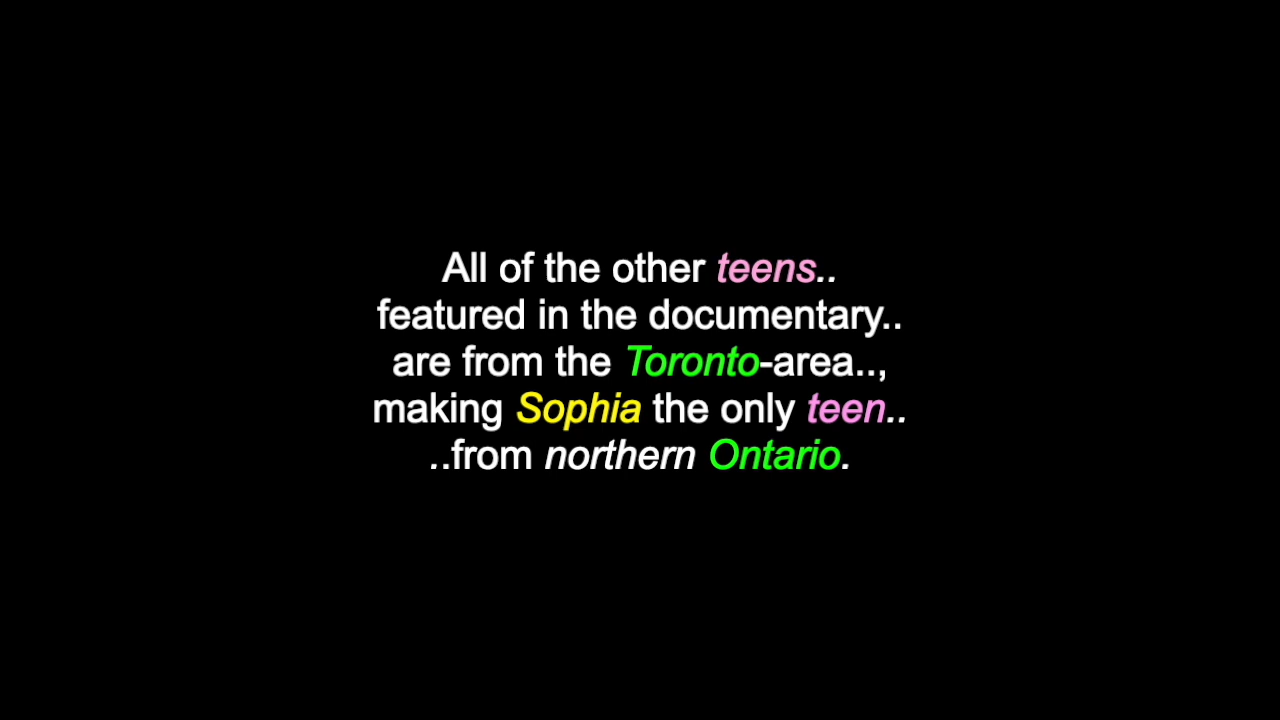 All of the other teens..
featured in the documentary..
are from the Toronto-area..,
making Sophia the only teen..
..from northern Ontario.